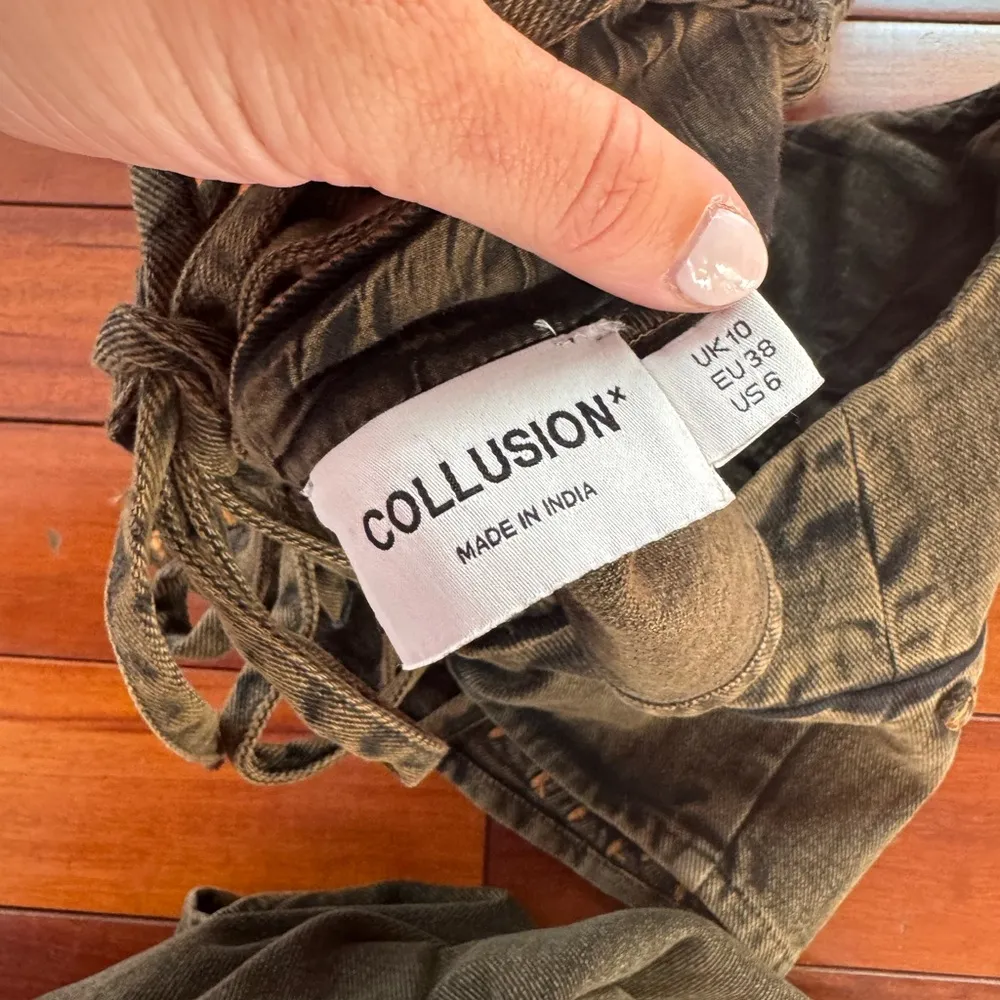 COLLUSION×
MADE IN INDIA
UK 10
EU 38
US 6